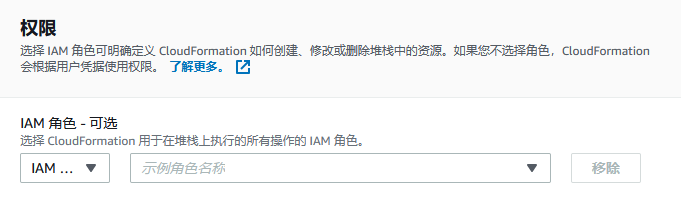 权限
选择 IAM 角色可明确定义 CloudFormation 如何创建、修改或删除堆栈中的资源。如果您不选择角色，CloudFormation
会根据用户凭据使用权限。 了解更多。
IAM 角色 - 可选
选择 CloudFormation 用于在堆栈上执行的所有操作的 IAM 角色。
IAM ... 示例角色名称 移除